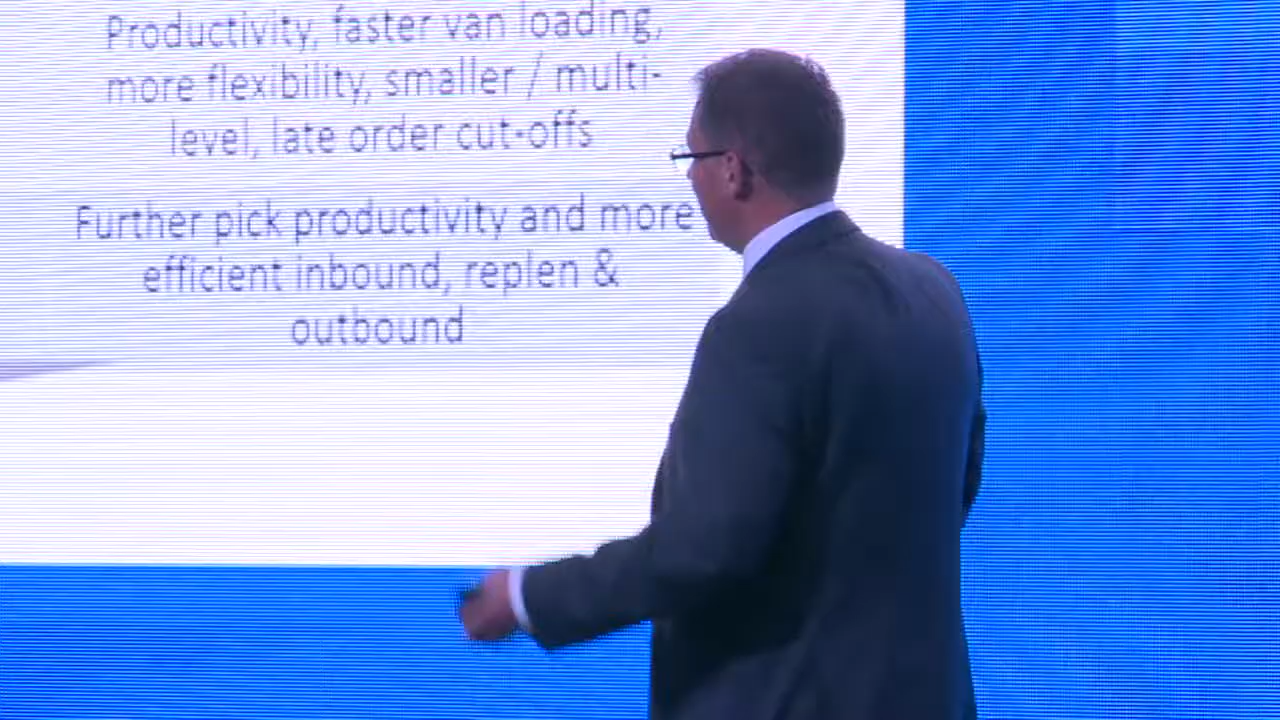 Productivity, faster van loading,
more flexibility, smaller / multi-
level, late order cut-offs
Further pick productivity and more
efficient inbound, replen &
outbound